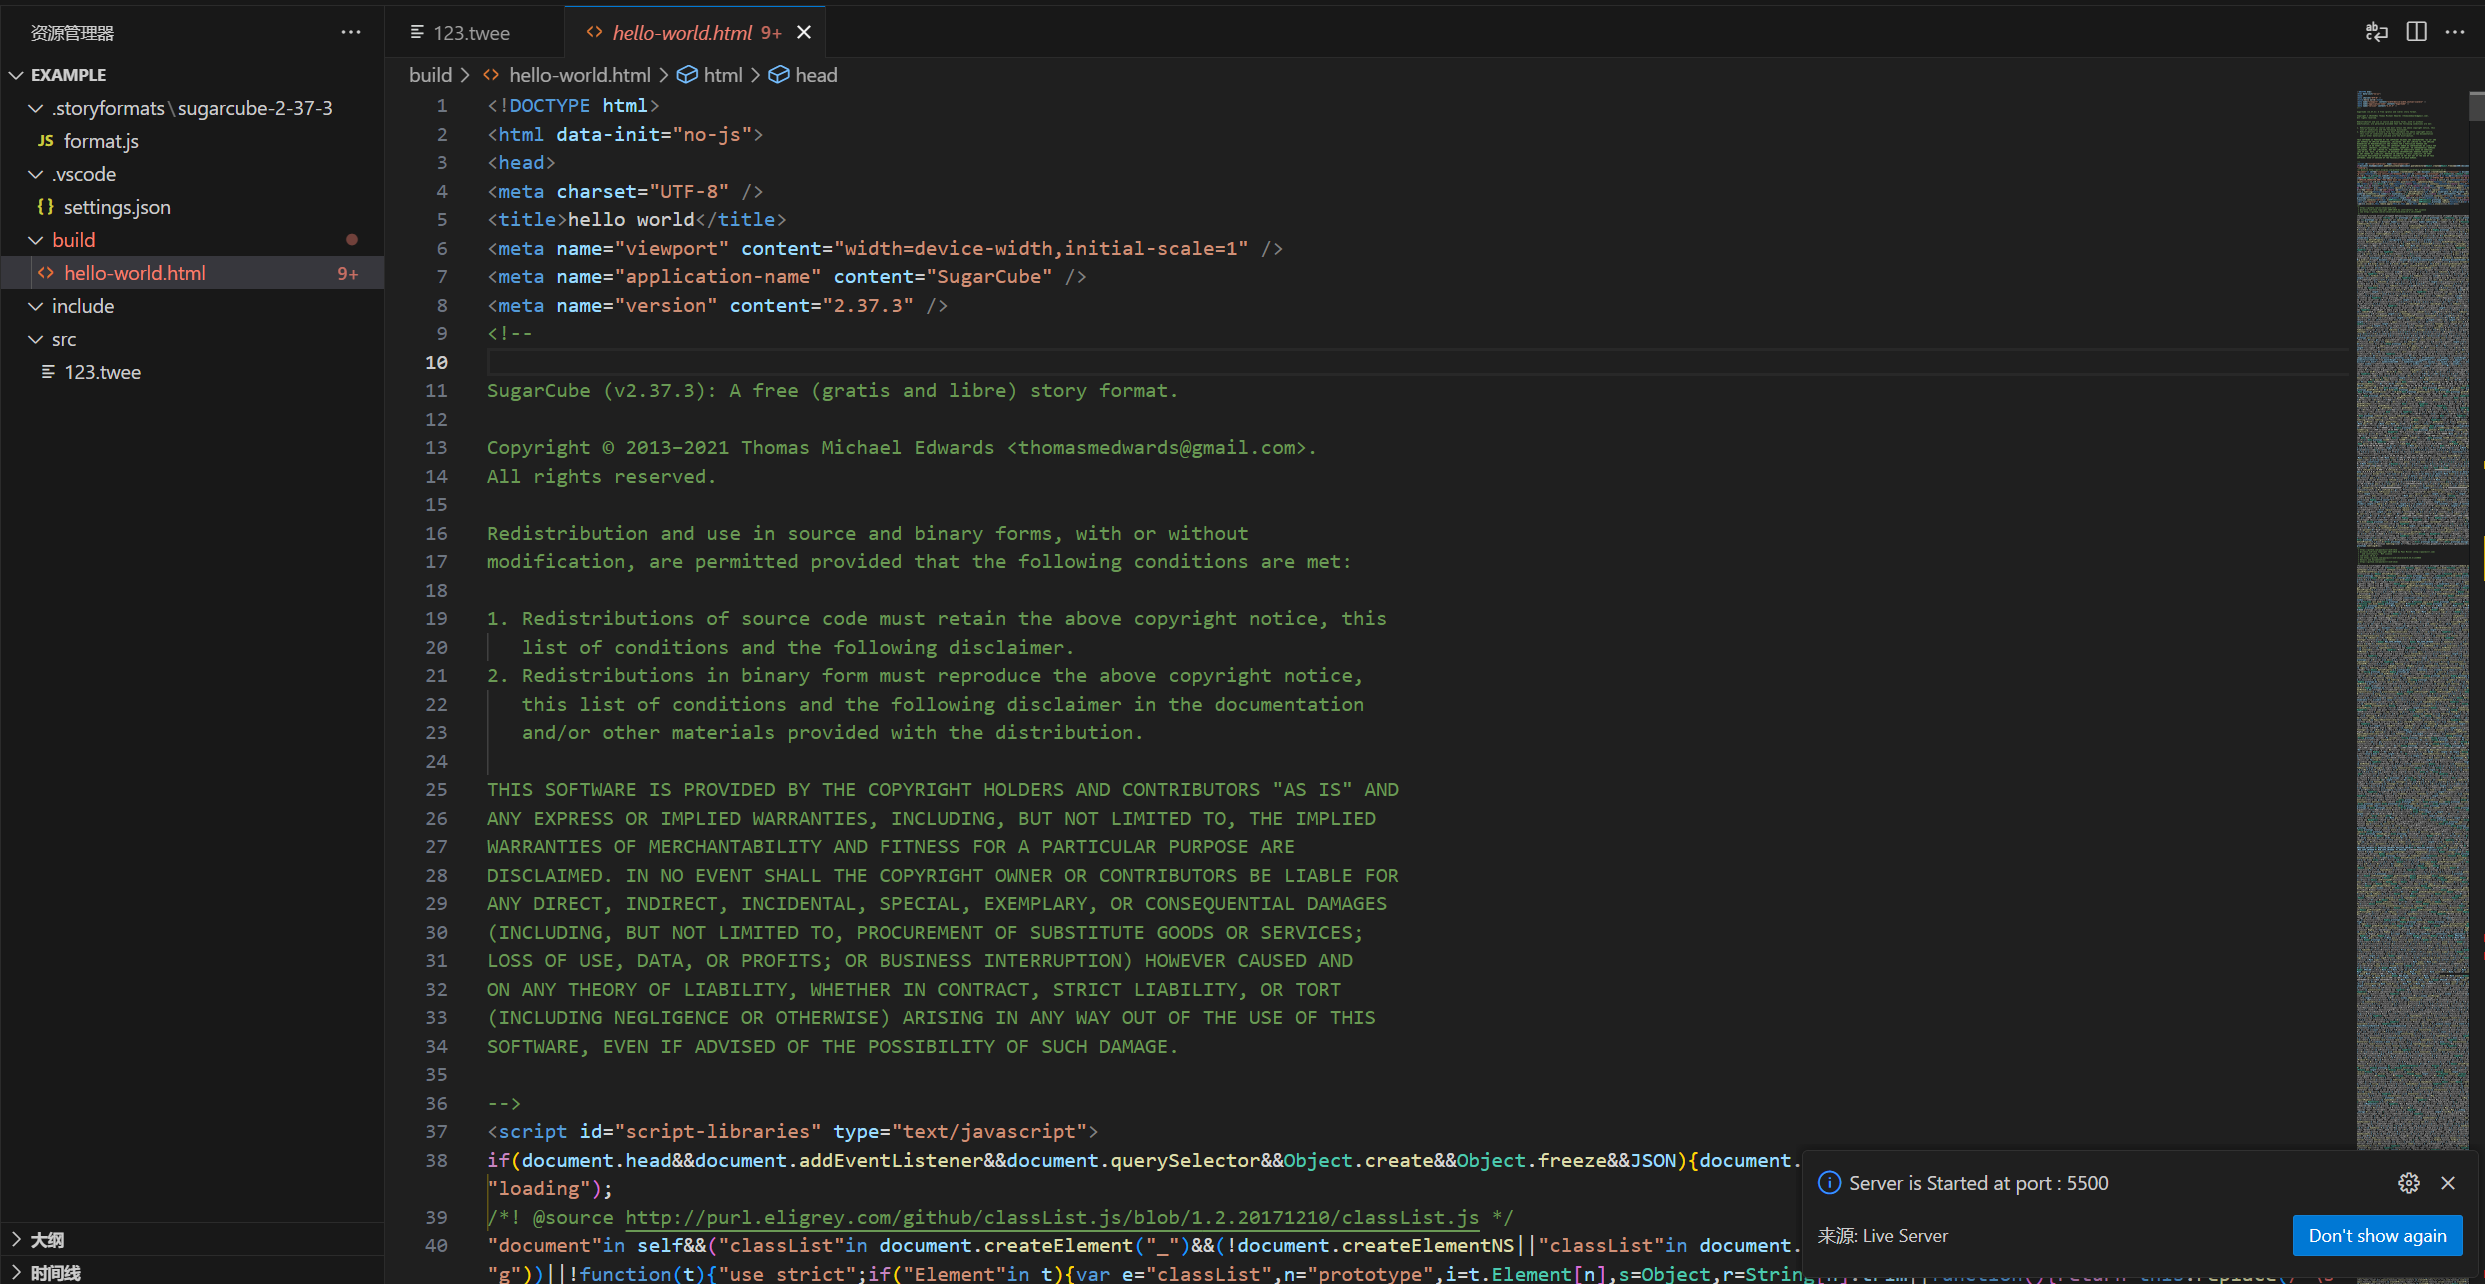 资源管理器
EXAMPLE
.storyformats\sugarcube-2-37-3
JS format.js
.vscode
{} settings.json
build
<> hello-world.html 9+
include
src
123.twee
大纲
时间线
123.twee
<> hello-world.html 9+
build > <> hello-world.html > html > head
1 <!DOCTYPE html>
2 <html data-init="no-js">
3 <head>
4 <meta charset="UTF-8" />
5 <title>hello world</title>
6 <meta name="viewport" content="width=device-width,initial-scale=1" />
7 <meta name="application-name" content="SugarCube" />
8 <meta name="version" content="2.37.3" />
9 <!--
10
11 SugarCube (v2.37.3): A free (gratis and libre) story format.
12
13 Copyright © 2013–2021 Thomas Michael Edwards <thomasmedwards@gmail.com>.
14 All rights reserved.
15
16 Redistribution and use in source and binary forms, with or without
17 modification, are permitted provided that the following conditions are met:
18
19 1. Redistributions of source code must retain the above copyright notice, this
20 list of conditions and the following disclaimer.
21 2. Redistributions in binary form must reproduce the above copyright notice,
22 this list of conditions and the following disclaimer in the documentation
23 and/or other materials provided with the distribution.
24
25 THIS SOFTWARE IS PROVIDED BY THE COPYRIGHT HOLDERS AND CONTRIBUTORS "AS IS" AND
26 ANY EXPRESS OR IMPLIED WARRANTIES, INCLUDING, BUT NOT LIMITED TO, THE IMPLIED
27 WARRANTIES OF MERCHANTABILITY AND FITNESS FOR A PARTICULAR PURPOSE ARE
28 DISCLAIMED. IN NO EVENT SHALL THE COPYRIGHT OWNER OR CONTRIBUTORS BE LIABLE FOR
29 ANY DIRECT, INDIRECT, INCIDENTAL, SPECIAL, EXEMPLARY, OR CONSEQUENTIAL DAMAGES
30 (INCLUDING, BUT NOT LIMITED TO, PROCUREMENT OF SUBSTITUTE GOODS OR SERVICES;
31 LOSS OF USE, DATA, OR PROFITS; OR BUSINESS INTERRUPTION) HOWEVER CAUSED AND
32 ON ANY THEORY OF LIABILITY, WHETHER IN CONTRACT, STRICT LIABILITY, OR TORT
33 (INCLUDING NEGLIGENCE OR OTHERWISE) ARISING IN ANY WAY OUT OF THE USE OF THIS
34 SOFTWARE, EVEN IF ADVISED OF THE POSSIBILITY OF SUCH DAMAGE.
35
36 -->
37 <script id="script-libraries" type="text/javascript">
38 if(document.head&&document.addEventListener&&document.querySelector&&Object.create&&Object.freeze&&JSON){document.
"loading");
39 /*! @source http://purl.eligrey.com/github/classList.js/blob/1.2.20171210/classList.js */
40 "document"in self&&("classList"in document.createElement("_")&&(!document.createElementNS||"classList"in document.
"g"))||!function(t){"use strict";if("Element"in t){var e="classList",n="prototype",i=t.Element[n],s=Object,r=String
Server is Started at port : 5500
来源: Live Server
Don't show again